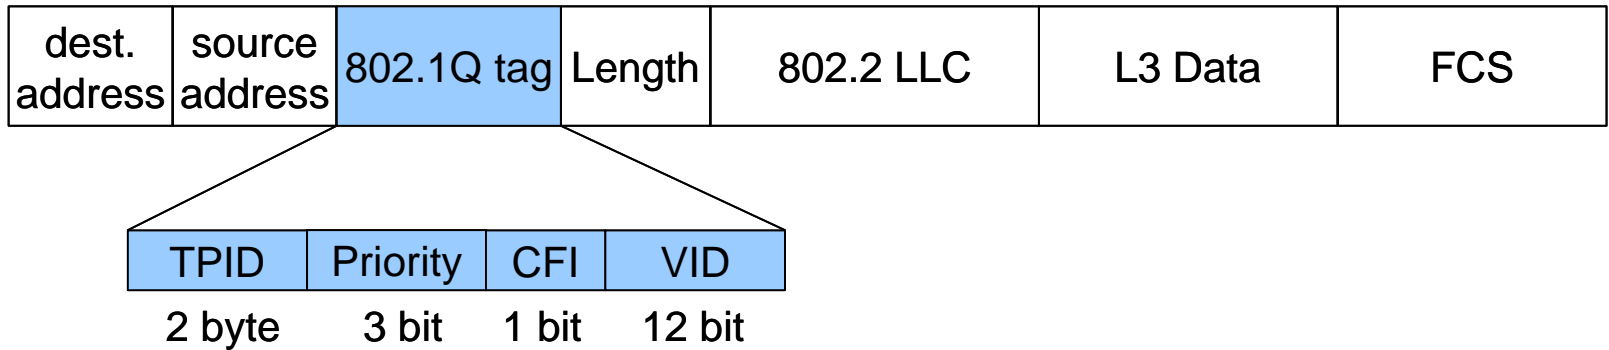 dest. address
source address
802.1Q tag
Length
802.2 LLC
L3 Data
FCS
TPID
Priority
CFI
VID
2 byte
3 bit
1 bit
12 bit